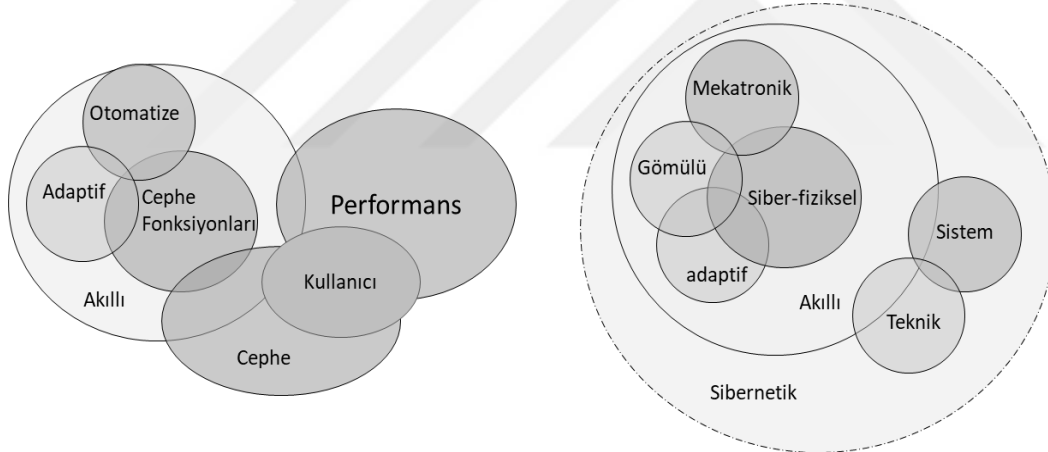 Otomatize
Adaptif
Cephe
Fonksiyonları
Akıllı
Performans
Kullanıcı
Cephe
Mekatronik
Gömülü
Siber-fiziksel
adaptif
Akıllı
Sistem
Teknik
Sibernetik